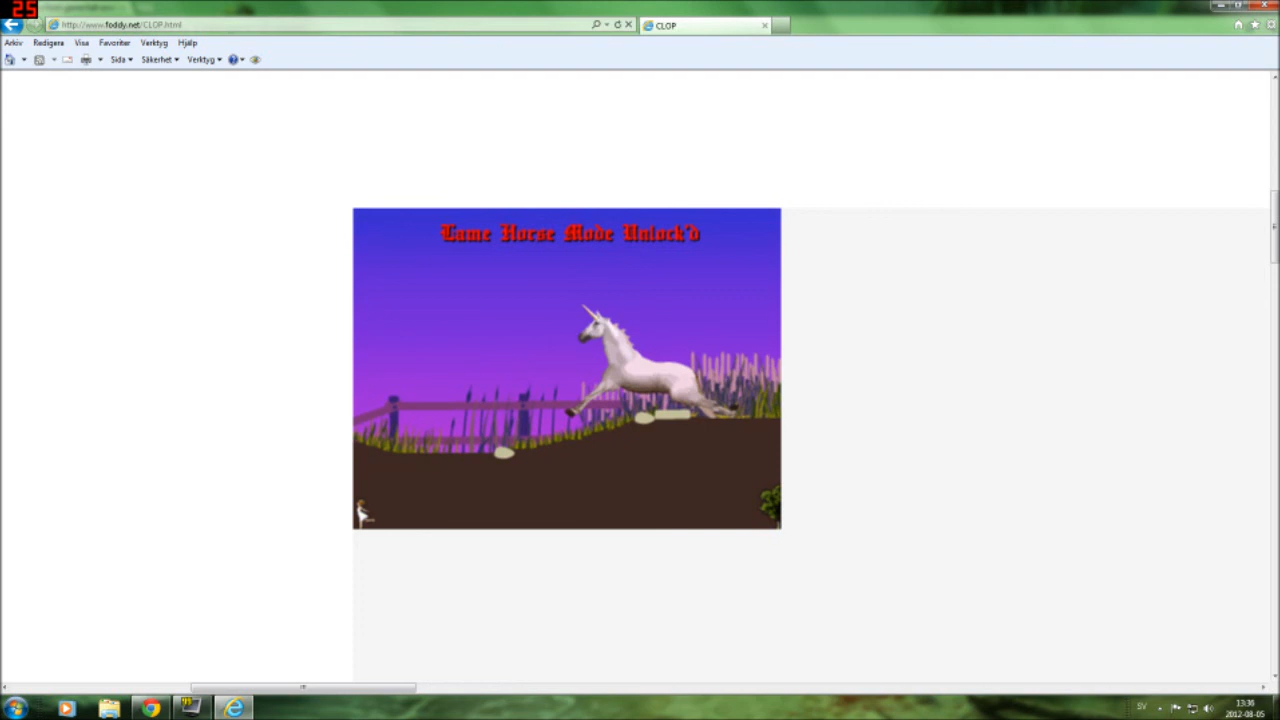 25
http://www.foddy.net/CLOP.html
CLOP
Arkiv Redigera Visa Favoriter Verktyg Hjälp
Sida Säkerhet Verktyg
Lame Horse Mode Unlock'd
SV
13:36
2012-08-05